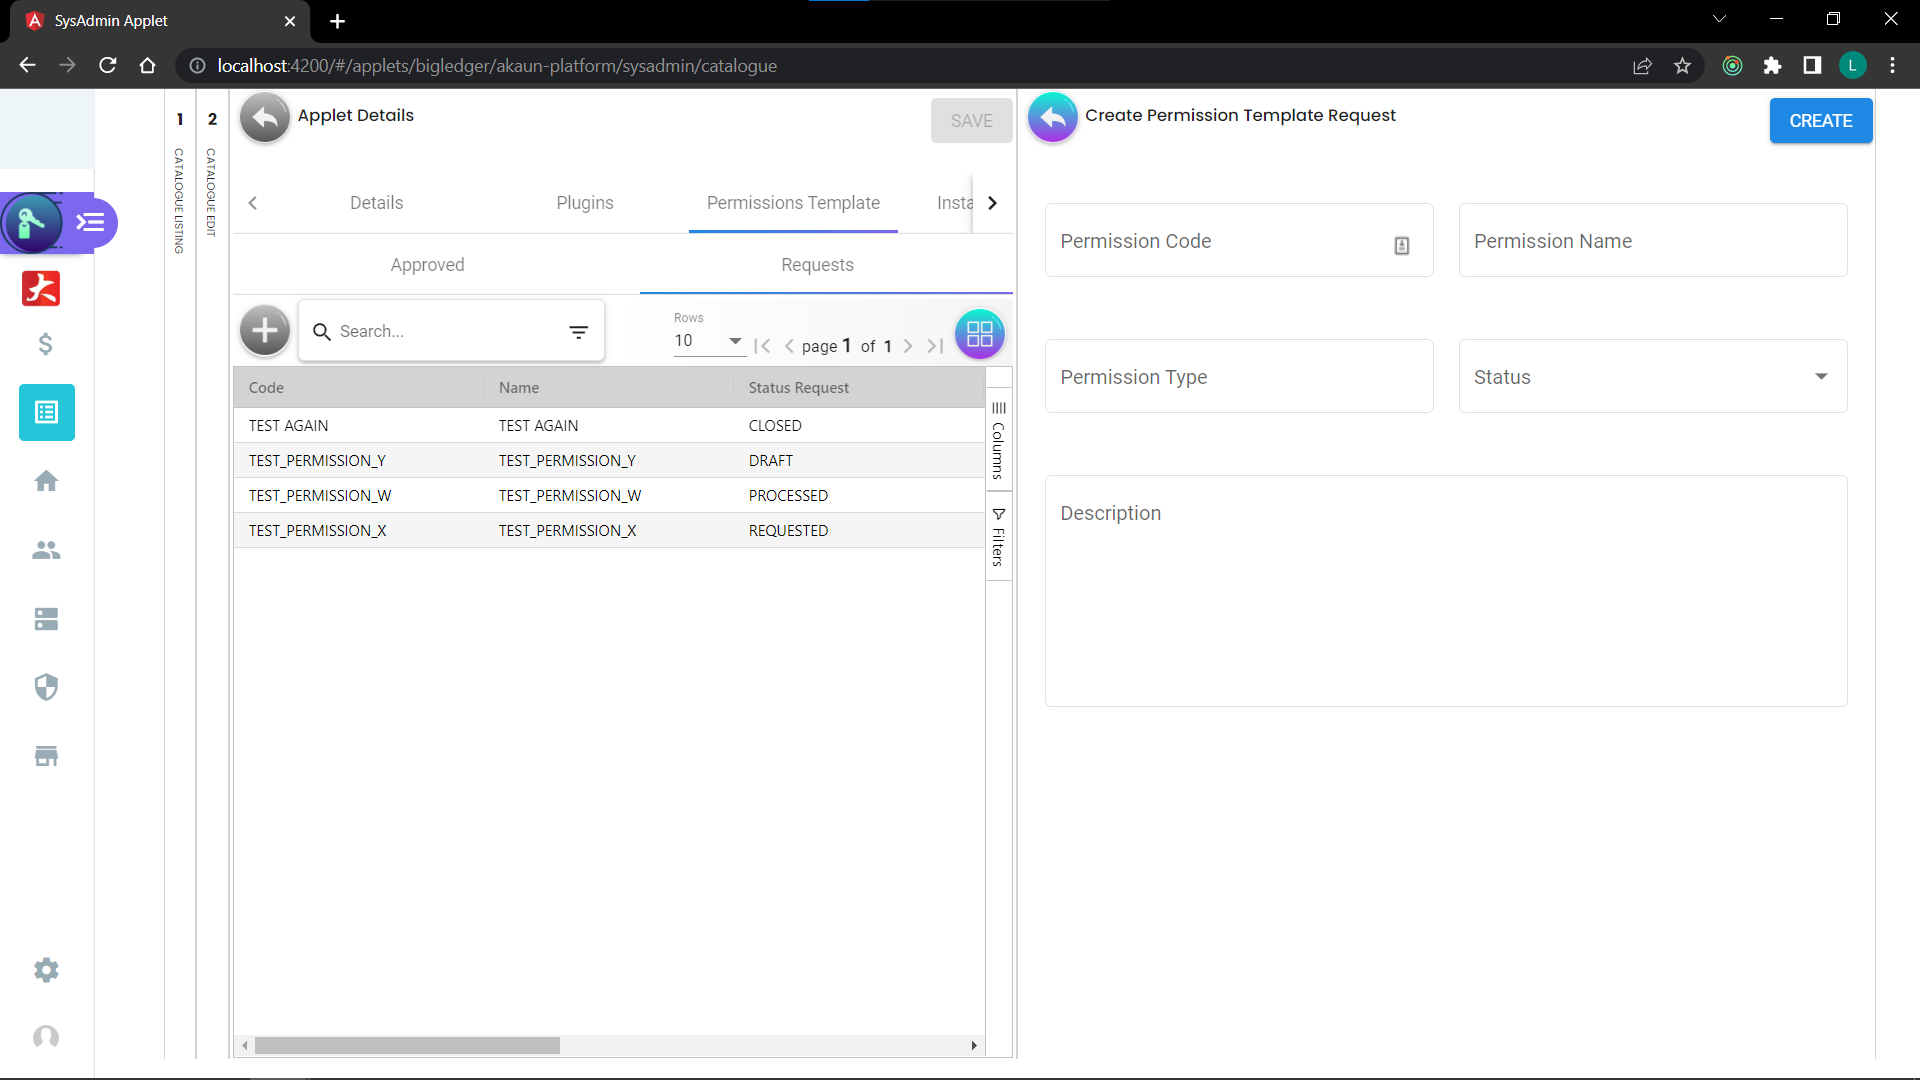 SysAdmin Applet
localhost:4200/#/applets/bigledger/akaun-platform/sysadmin/catalogue
L
1
CATALOGUE LISTING
2
CATALOGUE EDIT
Applet Details
SAVE
Details
Plugins
Permissions Template
Insta
Approved
Requests
Search...
Rows
10
page 1 of 1
Code Name Status Request
TEST AGAIN TEST AGAIN CLOSED
TEST_PERMISSION_Y TEST_PERMISSION_Y DRAFT
TEST_PERMISSION_W TEST_PERMISSION_W PROCESSED
TEST_PERMISSION_X TEST_PERMISSION_X REQUESTED
Columns
Filters
Create Permission Template Request
CREATE
Permission Code
Permission Name
Permission Type
Status
Description